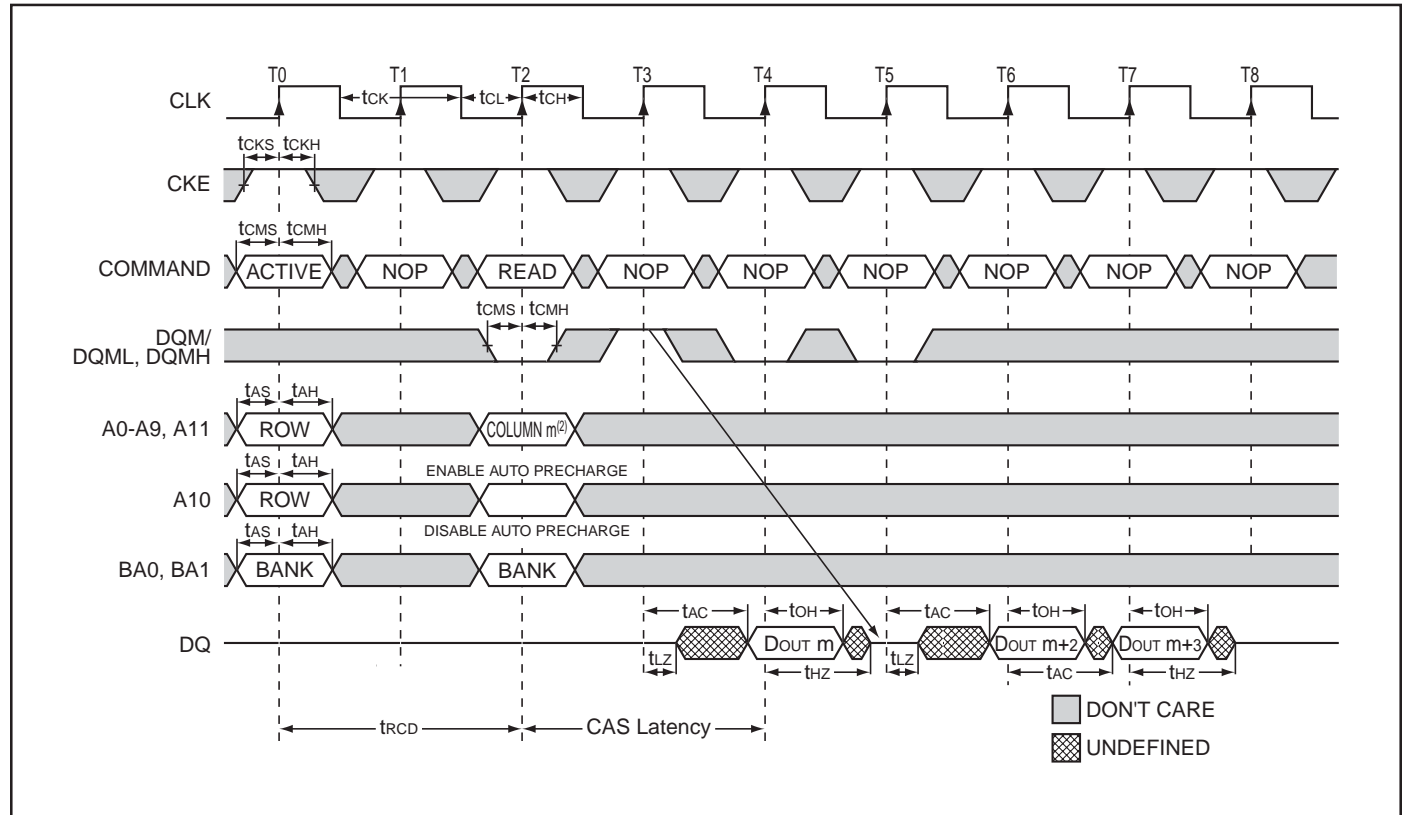 T0 T1 T2 T3 T4 T5 T6 T7 T8
CLK tCK tCL tCH
tCKS tCKH
CKE
tCMS tCMH
COMMAND ACTIVE NOP READ NOP NOP NOP NOP NOP NOP
tCMS tCMH
DQM/
DQML, DQMH
tAS tAH
A0-A9, A11 ROW COLUMN m(2)
tAS tAH ENABLE AUTO PRECHARGE
A10 ROW
tAS tAH DISABLE AUTO PRECHARGE
BA0, BA1 BANK BANK
tAC tOH tAC tOH tOH
DQ DOUT m DOUT m+2 DOUT m+3
tLZ tHZ tLZ tAC tHZ
DON'T CARE
tRCD CAS Latency
UNDEFINED